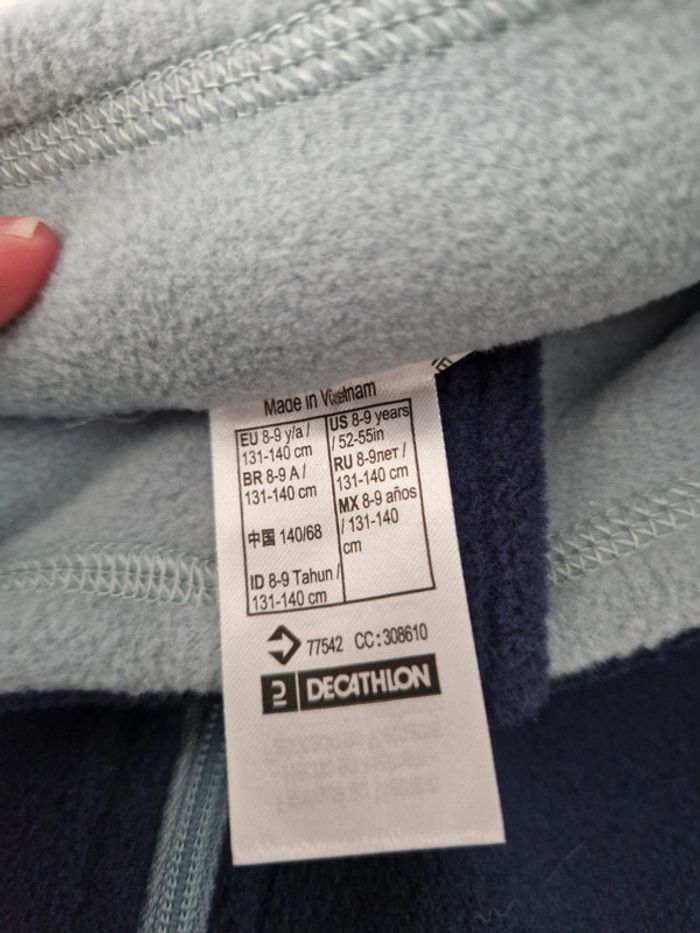 Made in Vietnam
EU 8-9 y/a /
131-140 cm
BR 8-9 A /
131-140 cm
中国 140/68
ID 8-9 Tahun /
131-140 cm
US 8-9 years
/ 52-55in
RU 8-9лет /
131-140 cm
MX 8-9 años
/ 131-140
cm
77542 CC:308610
DECATHLON